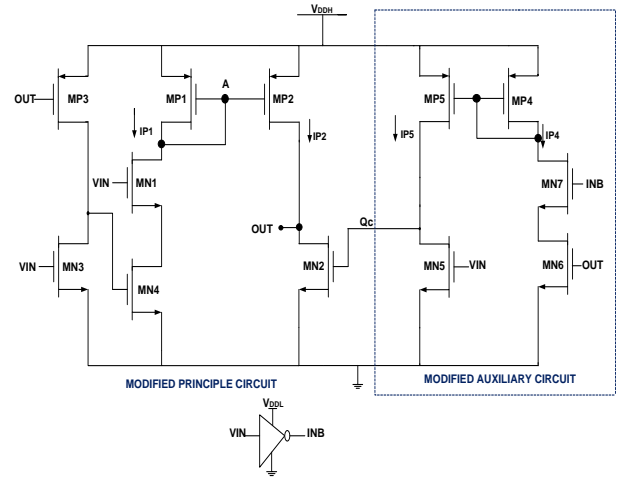 VDDH
OUT
MP3
MP1
A
MP2
MP5
MP4
IP1
IP2
IP5
IP4
VIN
MN1
MN7
INB
OUT
Qc
VIN
MN3
MN4
MN2
MN5
VIN
MN6
OUT
MODIFIED PRINCIPLE CIRCUIT
MODIFIED AUXILIARY CIRCUIT
VDDL
VIN
INB